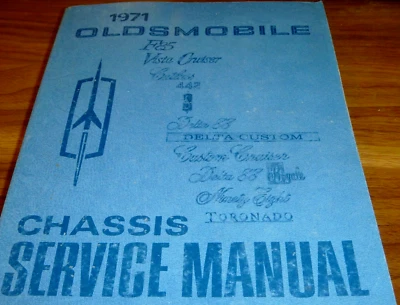 1971
OLDSMOBILE
F-85
Vista Cruiser
Cutlass
442
S
Delta 88
DELTA CUSTOM
Custom Cruiser
Delta 88 Royale
Ninety Eight
TORONADO
CHASSIS
SERVICE MANUAL